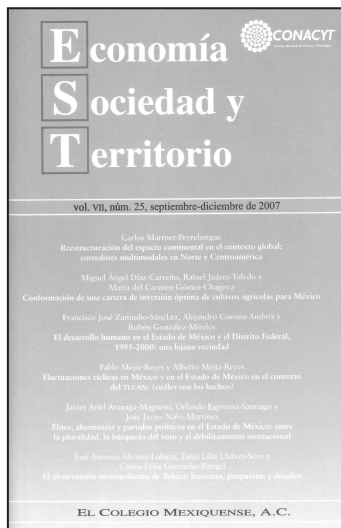 CONACYT
Economía
Sociedad y
Territorio
vol. VII, núm. 25, septiembre-diciembre de 2007
Carlos Martner-Peyrelongue
Reestructuración del espacio continental en el contexto global:
corredores multimodales en Norte y Centroamérica
Miguel Ángel Díaz-Carreño, Rafael Juárez-Toledo y
María del Carmen Gómez-Chagoya
Conformación de una cartera de inversión óptima de cultivos agrícolas para México
Francisco José Zamudio-Sánchez, Alejandro Corona-Ambriz y
Rubén González-Mireles
El desarrollo humano en el Estado de México y el Distrito Federal,
1995-2000: una lejana vecindad
Pablo Mejía-Reyes y Alberto Mejía-Reyes
Fluctuaciones cíclicas en México y en el Estado de México en el contexto
del TLCAN: ¿cuáles son los hechos?
Javier Ariel Arzuaga-Magnoni, Orlando Espinosa-Santiago y
José Javier Niño-Martínez
Élites, alternancia y partidos políticos en el Estado de México: entre
la pluralidad, la búsqueda del voto y el debilitamiento institucional
José Antonio Álvarez-Lobato, Tania Lilia Chávez-Soto y
Carlos Félix Garrocho-Rangel
El observatorio metropolitano de Toluca: lecciones, propuestas y desafíos
EL COLEGIO MEXIQUENSE, A.C.